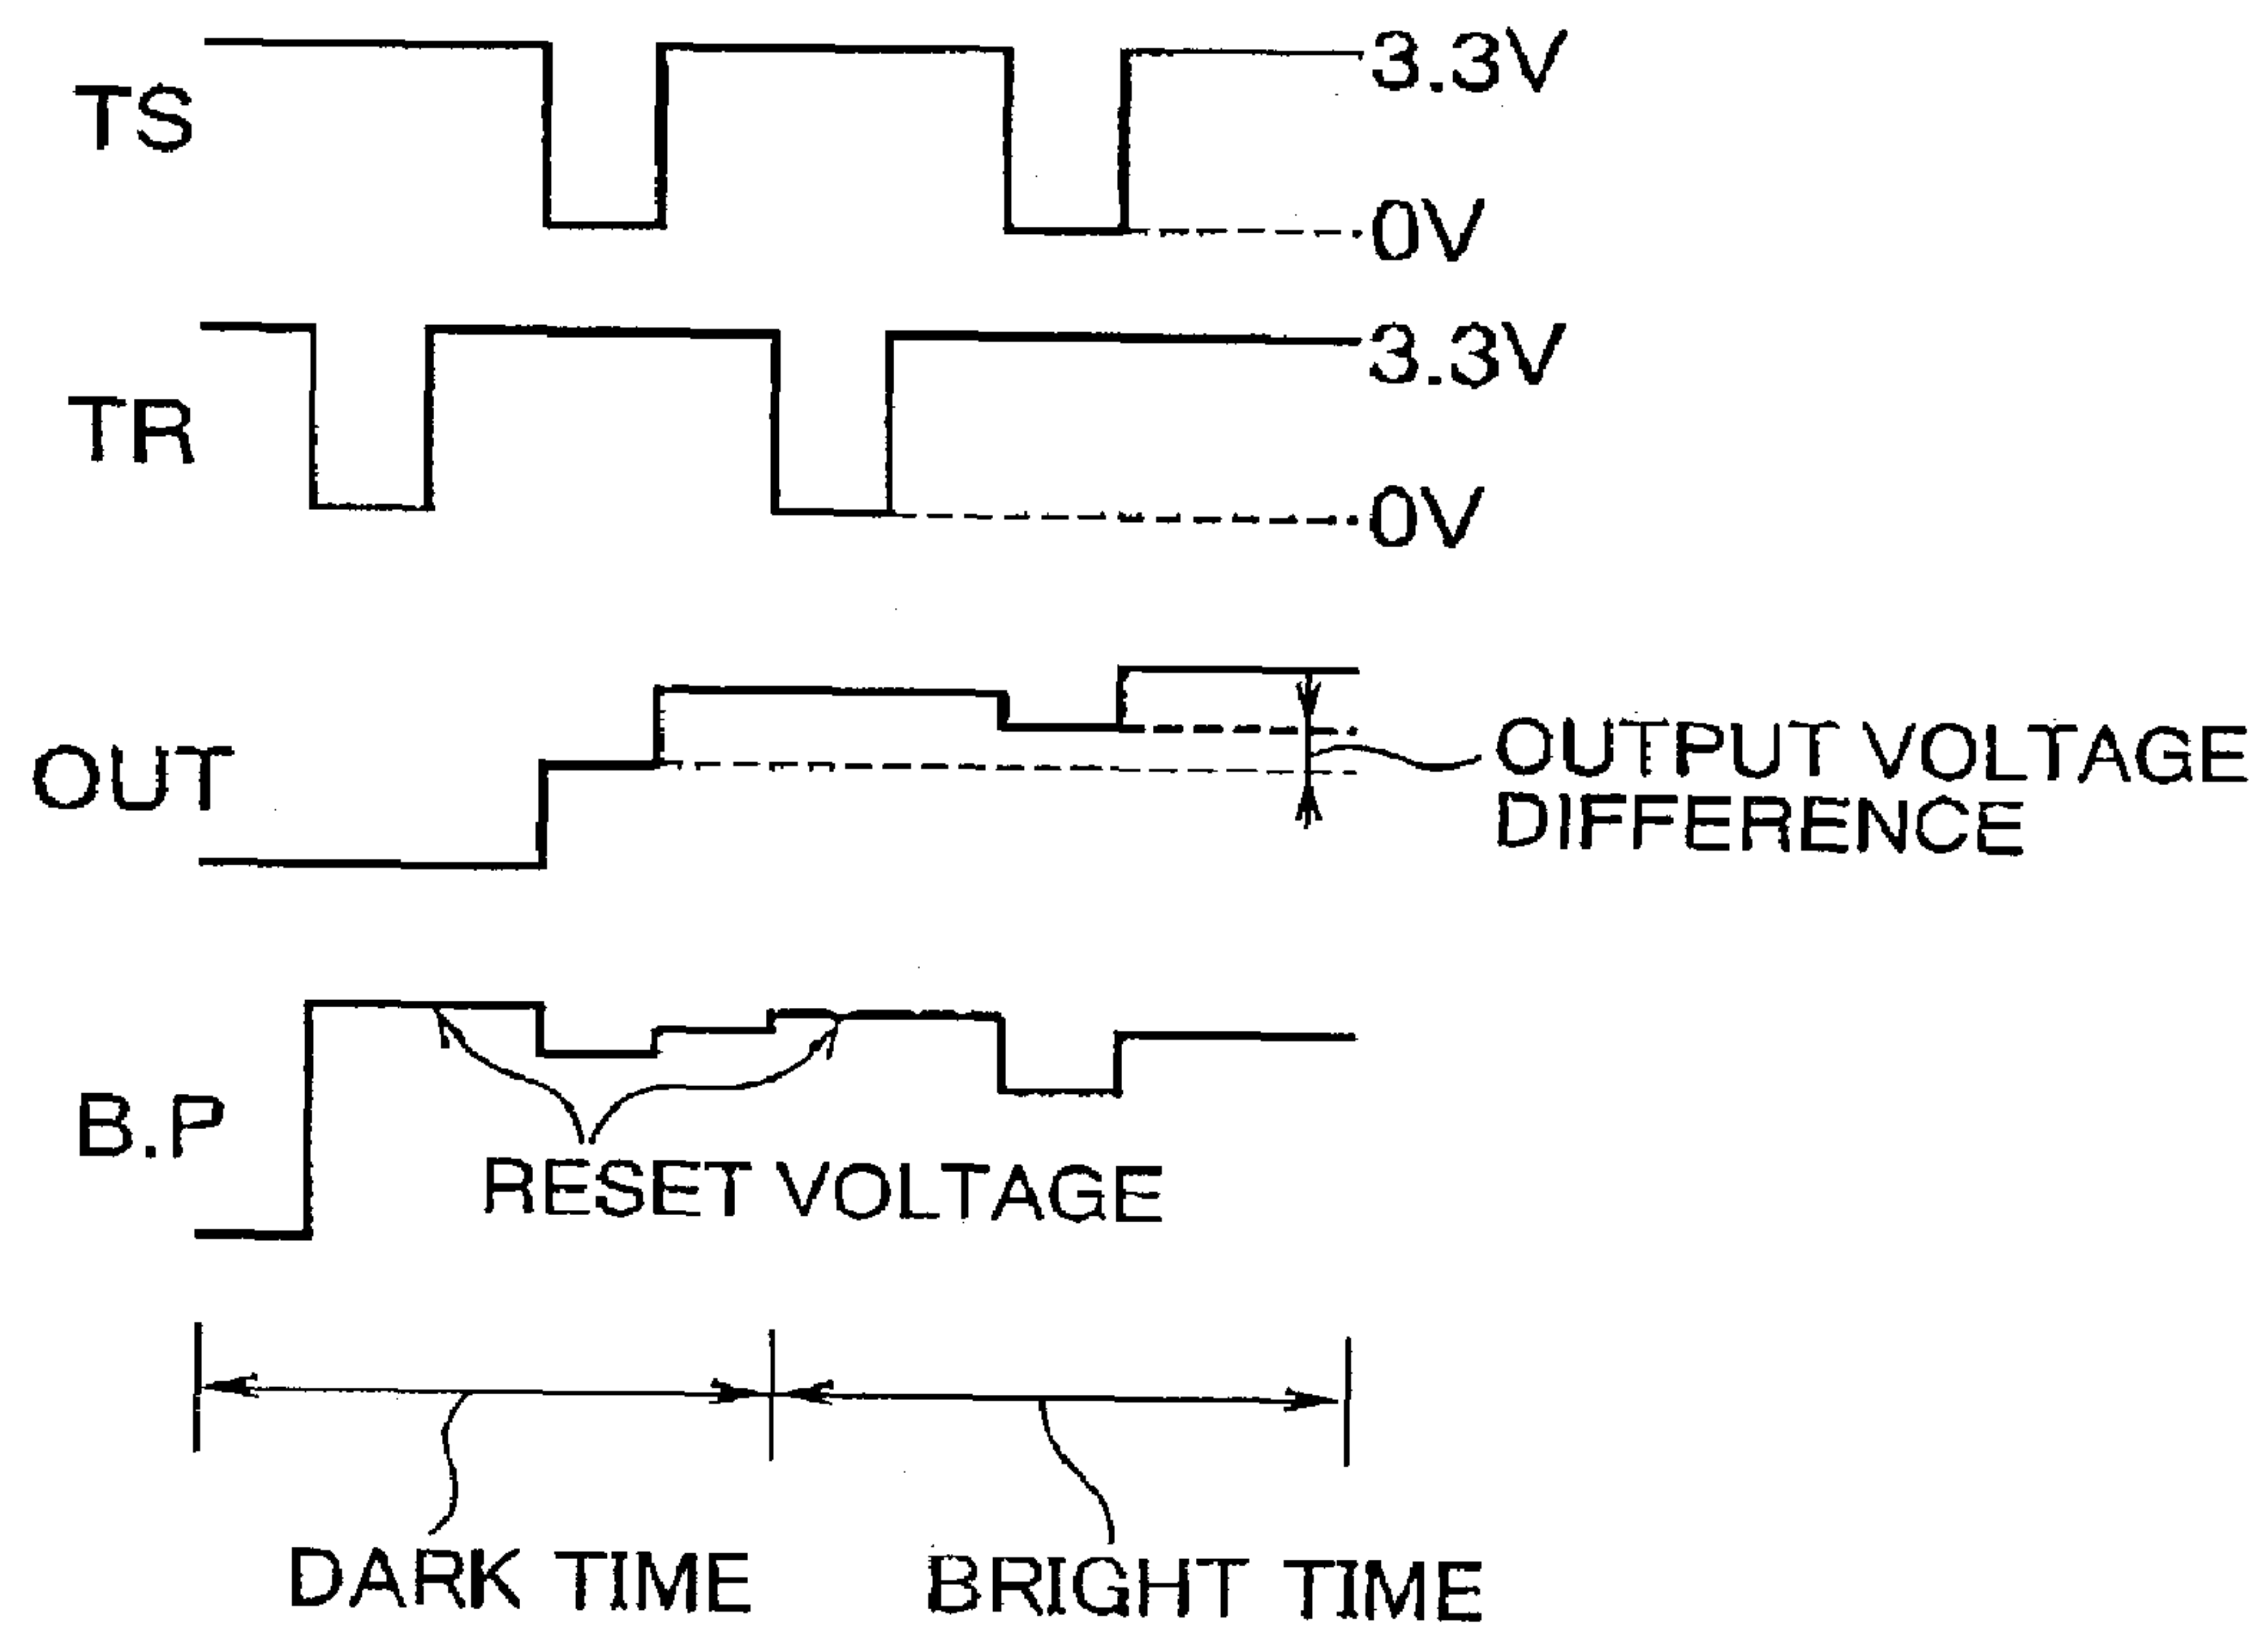 TS
3.3V
0V
TR
3.3V
0V
OUT
OUTPUT VOLTAGE
DIFFERENCE
B.P
RESET VOLTAGE
DARK TIME
BRIGHT TIME